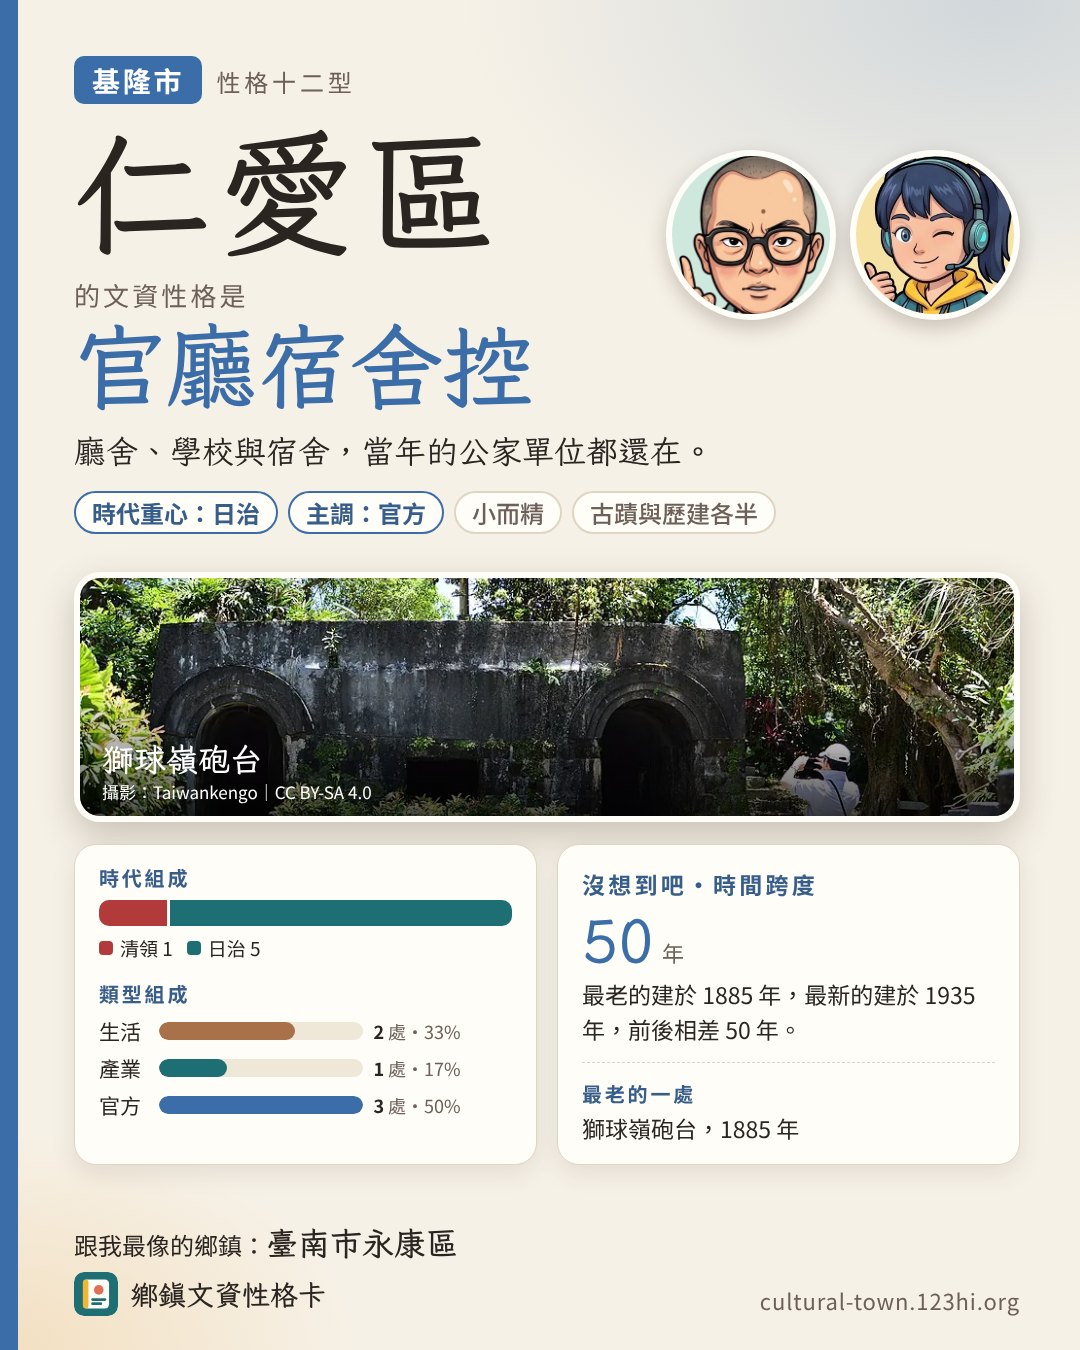 基隆市 性格十二型
仁愛區
的文資性格是
官廳宿舍控
廳舍、學校與宿舍，當年的公家單位都還在。
時代重心：日治 主調：官方 小而精 古蹟與歷建各半
獅球嶺砲台
攝影：Taiwankengo｜CC BY-SA 4.0
時代組成
清領 1 日治 5
類型組成
生活 2 處・33%
產業 1 處・17%
官方 3 處・50%
沒想到吧・時間跨度
50 年
最老的建於 1885 年，最新的建於 1935
年，前後相差 50 年。
最老的一處
獅球嶺砲台，1885 年
跟我最像的鄉鎮：臺南市永康區
鄉鎮文資性格卡
cultural-town.123hi.org